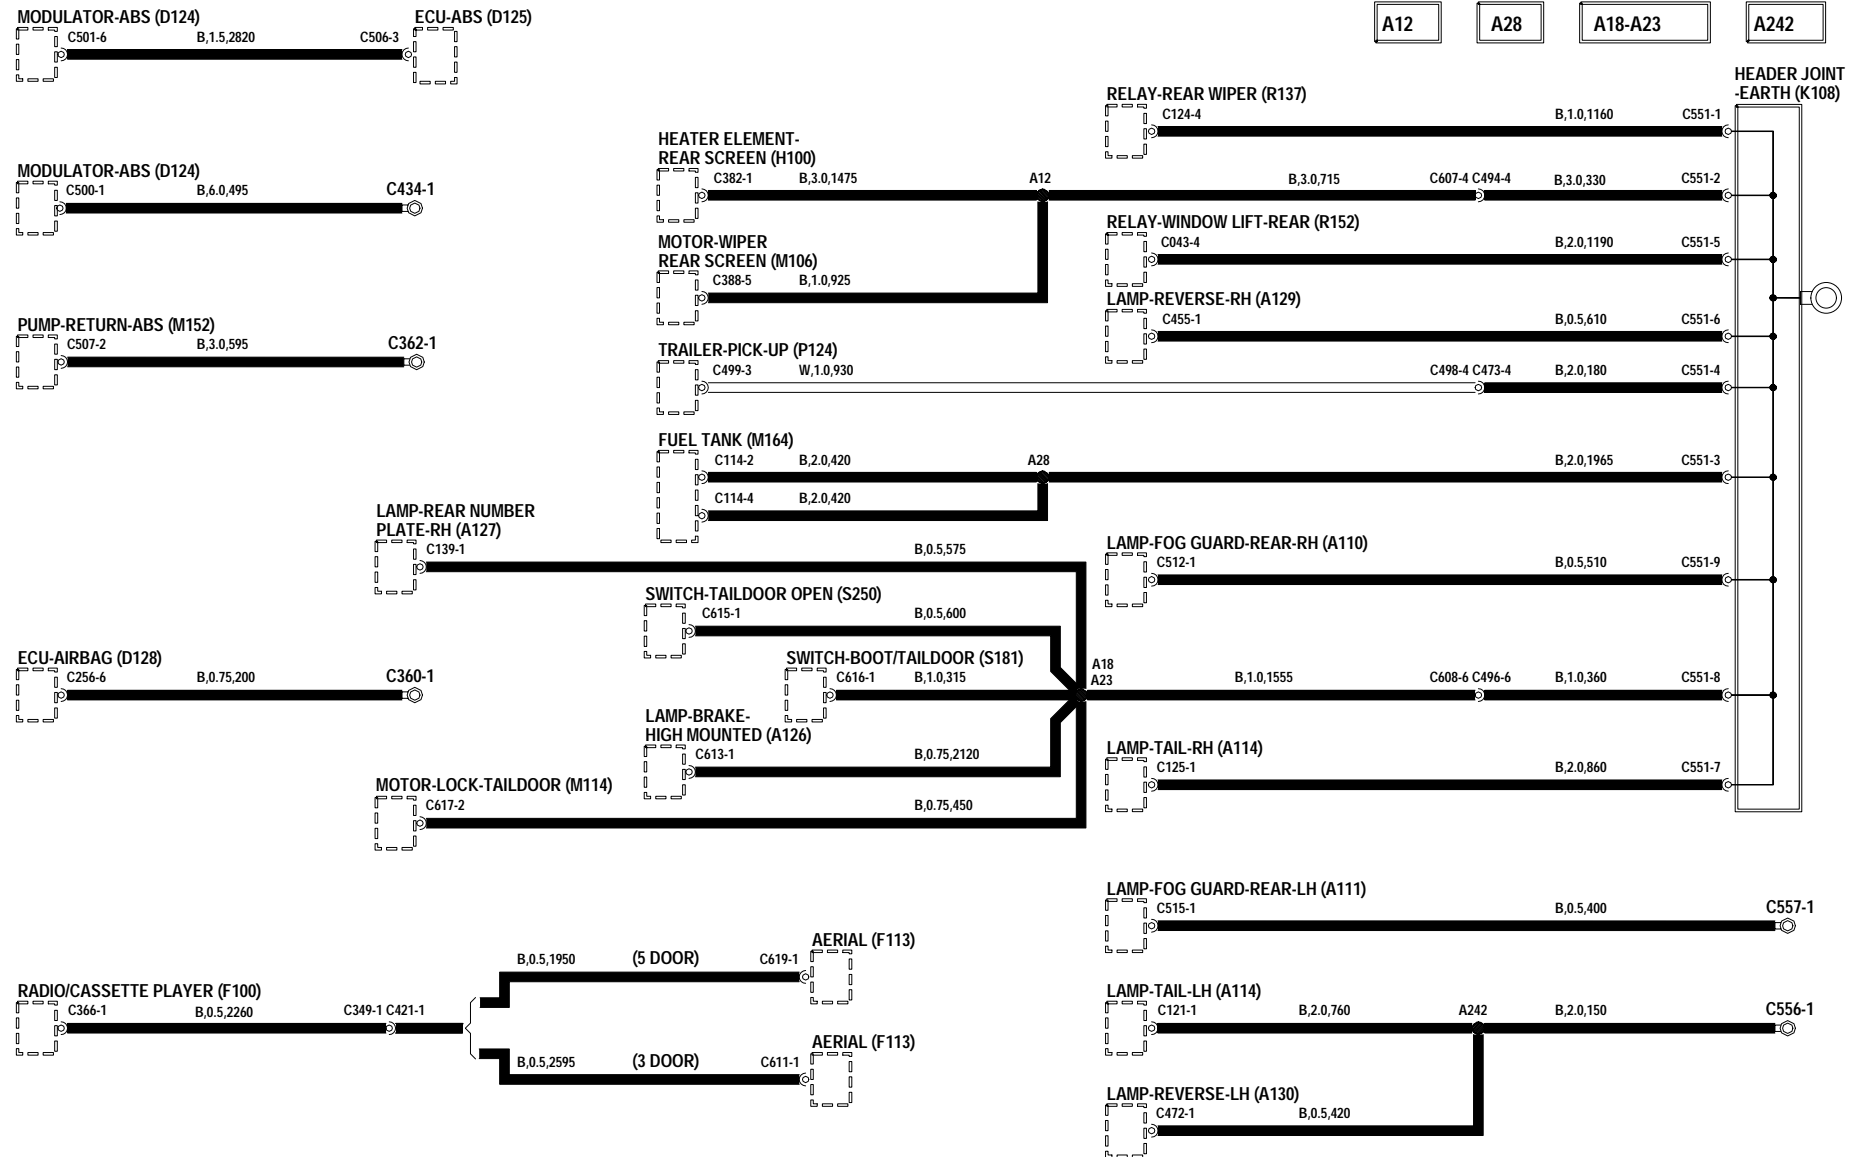 MODULATOR-ABS (D124)
C501-6 B,1.5,2820 C506-3
ECU-ABS (D125)
A12
A28
A18-A23
A242
HEADER JOINT
-EARTH (K108)
RELAY-REAR WIPER (R137)
C124-4 B,1.0,1160 C551-1
HEATER ELEMENT-
REAR SCREEN (H100)
C382-1 B,3.0,1475 A12 B,3.0,715 C607-4 C494-4 B,3.0,330 C551-2
MODULATOR-ABS (D124)
C500-1 B,6.0,495 C434-1
RELAY-WINDOW LIFT-REAR (R152)
C043-4 B,2.0,1190 C551-5
MOTOR-WIPER
REAR SCREEN (M106)
C388-5 B,1.0,925
LAMP-REVERSE-RH (A129)
C455-1 B,0.5,610 C551-6
PUMP-RETURN-ABS (M152)
C507-2 B,3.0,595 C362-1
TRAILER-PICK-UP (P124)
C499-3 W,1.0,930 C498-4 C473-4 B,2.0,180 C551-4
FUEL TANK (M164)
C114-2 B,2.0,420 A28 B,2.0,1965 C551-3
C114-4 B,2.0,420
LAMP-REAR NUMBER
PLATE-RH (A127)
C139-1 B,0.5,575
LAMP-FOG GUARD-REAR-RH (A110)
C512-1 B,0.5,510 C551-9
SWITCH-TAILDOOR OPEN (S250)
C615-1 B,0.5,600
ECU-AIRBAG (D128)
C256-6 B,0.75,200 C360-1
SWITCH-BOOT/TAILDOOR (S181)
C616-1 B,1.0,315
A18
A23
B,1.0,1555 C608-6 C496-6 B,1.0,360 C551-8
LAMP-BRAKE-
HIGH MOUNTED (A126)
C613-1 B,0.75,2120
LAMP-TAIL-RH (A114)
C125-1 B,2.0,860 C551-7
MOTOR-LOCK-TAILDOOR (M114)
C617-2 B,0.75,450
LAMP-FOG GUARD-REAR-LH (A111)
C515-1 B,0.5,400 C557-1
AERIAL (F113)
B,0.5,1950 (5 DOOR) C619-1
RADIO/CASSETTE PLAYER (F100)
C366-1 B,0.5,2260 C349-1 C421-1
LAMP-TAIL-LH (A114)
C121-1 B,2.0,760 A242 B,2.0,150 C556-1
AERIAL (F113)
B,0.5,2595 (3 DOOR) C611-1
LAMP-REVERSE-LH (A130)
C472-1 B,0.5,420